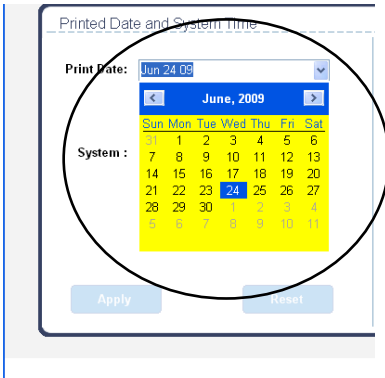 Printed Date and System Time
Print Date: Jun 24 09
< June, 2009 >
Sun Mon Tue Wed Thu Fri Sat
31 1 2 3 4 5 6
System :
7 8 9 10 11 12 13
14 15 16 17 18 19 20
21 22 23 24 25 26 27
28 29 30 1 2 3 4
5 6 7 8 9 10 11
Apply Reset